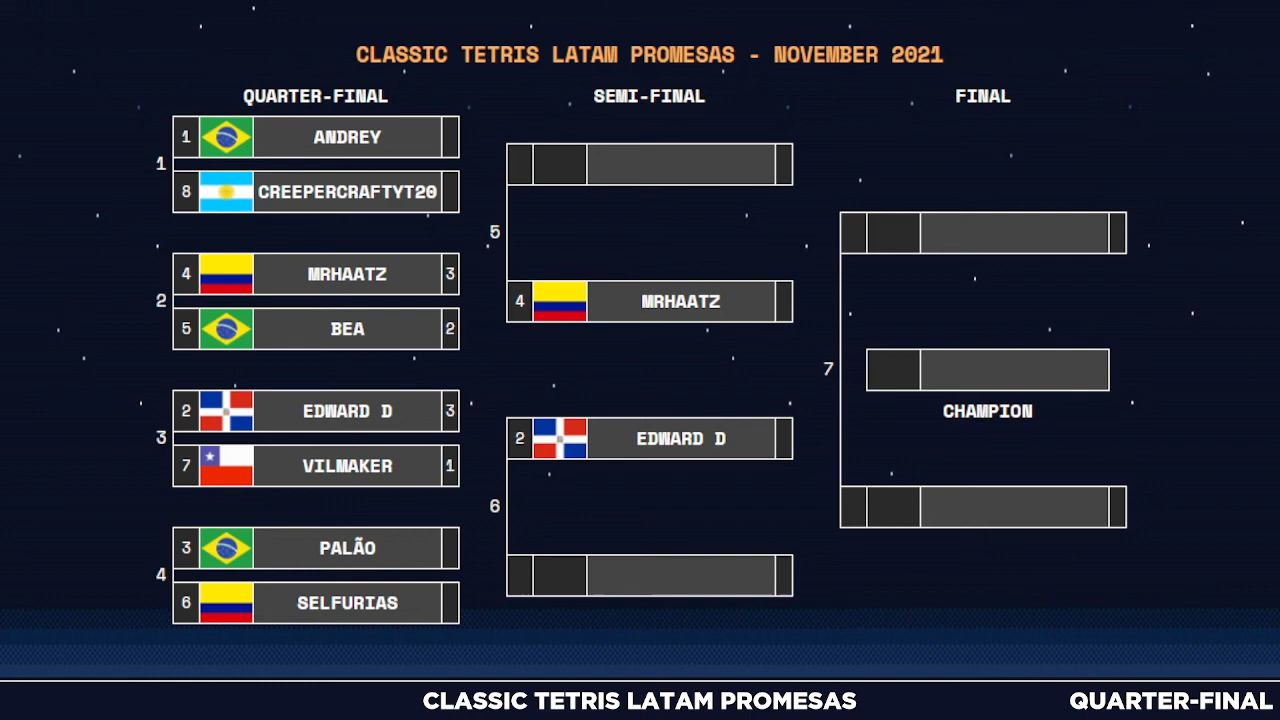 CLASSIC TETRIS LATAM PROMESAS - NOVEMBER 2021
QUARTER-FINAL
SEMI-FINAL
FINAL
1
1 ANDREY
8 CREEPERCRAFTYT20
2
4 MRHAATZ 3
5 BEA 2
3
2 EDWARD D 3
7 VILMAKER 1
4
3 PALÃO
6 SELFURIAS
5
4 MRHAATZ
6
2 EDWARD D
7
CHAMPION
CLASSIC TETRIS LATAM PROMESAS
QUARTER-FINAL